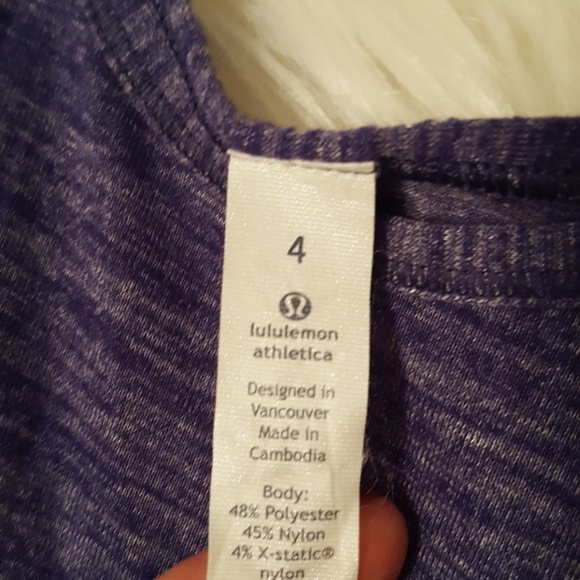 4
lululemon
athletica
Designed in
Vancouver
Made in
Cambodia
Body:
48% Polyester
45% Nylon
4% X-static®
nylon